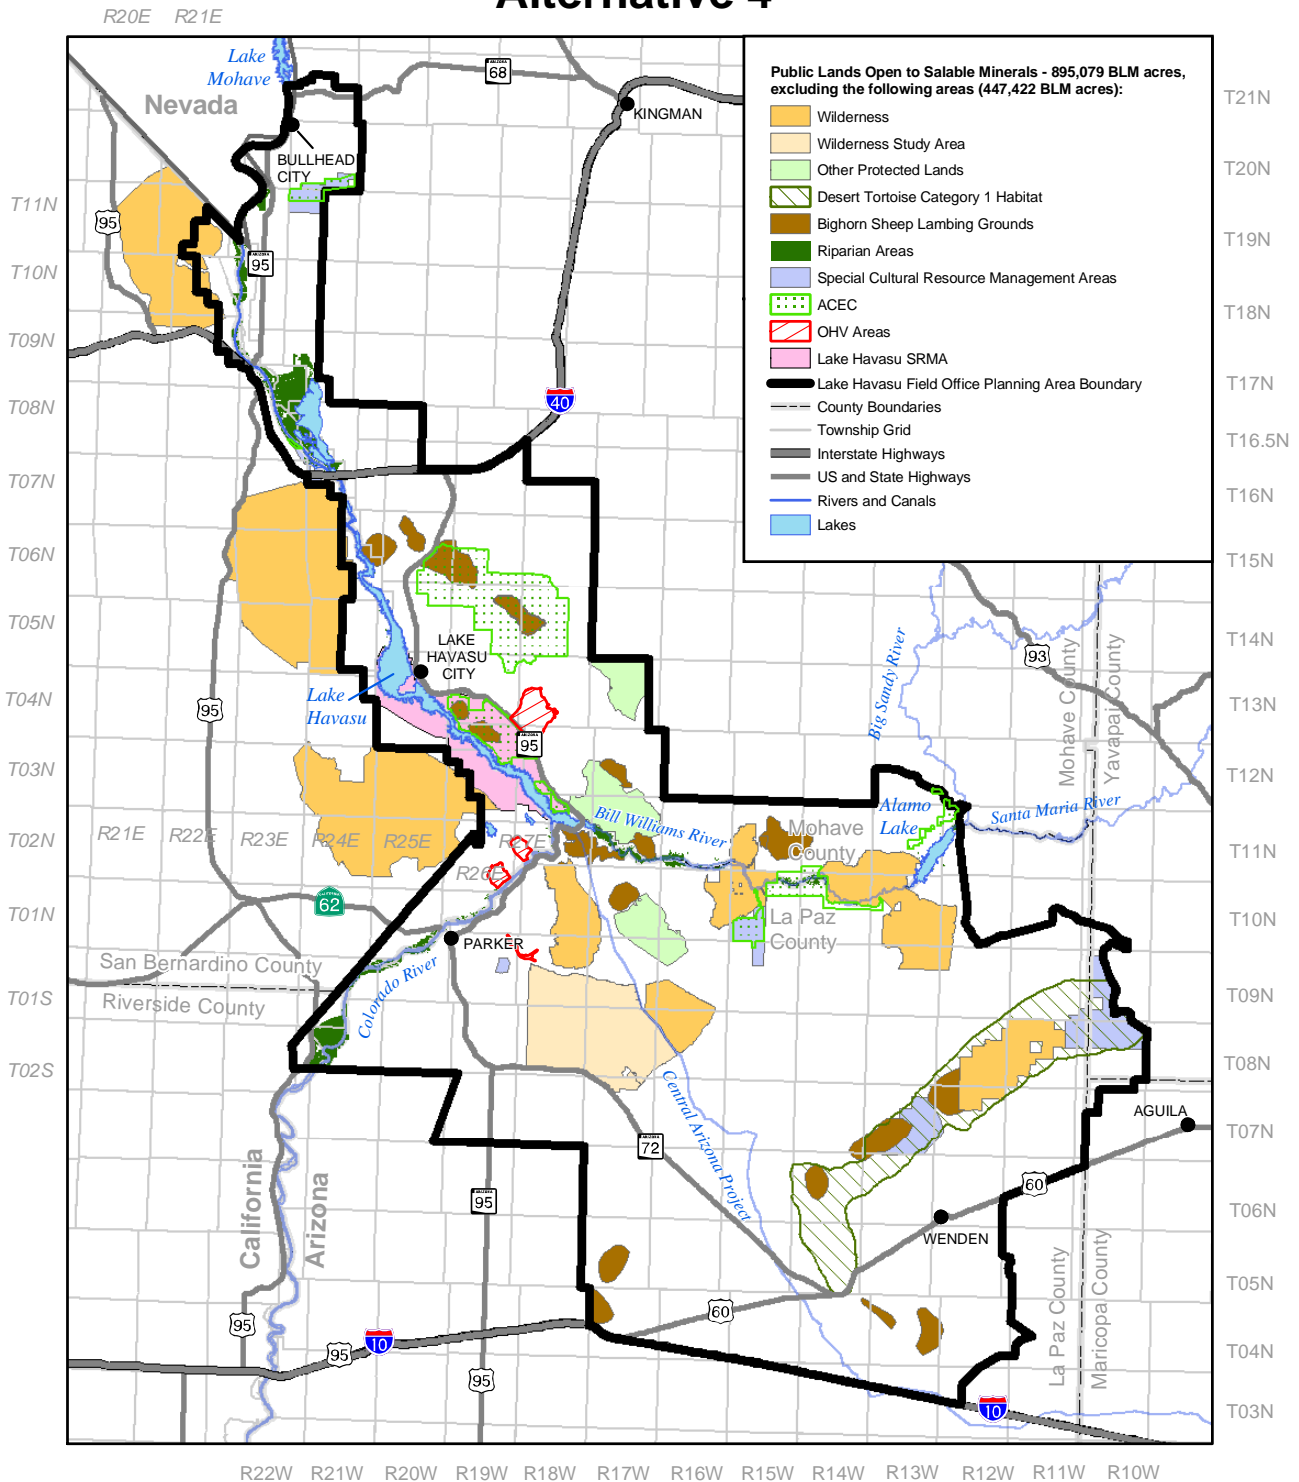 Alternative 4
R20E R21E
Lake
Mohave
Nevada
68
KINGMAN
BULLHEAD
CITY
95
ARIZONA
95
40
Public Lands Open to Salable Minerals - 895,079 BLM acres,
excluding the following areas (447,422 BLM acres):
Wilderness
Wilderness Study Area
Other Protected Lands
Desert Tortoise Category 1 Habitat
Bighorn Sheep Lambing Grounds
Riparian Areas
Special Cultural Resource Management Areas
ACEC
OHV Areas
Lake Havasu SRMA
Lake Havasu Field Office Planning Area Boundary
County Boundaries
Township Grid
Interstate Highways
US and State Highways
Rivers and Canals
Lakes
T21N
T20N
T19N
T18N
T17N
T16.5N
T16N
T15N
T14N
T13N
T12N
T11N
T10N
T09N
T08N
T07N
T06N
T05N
T04N
T03N
T11N
T10N
T09N
T08N
T07N
T06N
T05N
T04N
T03N
T02N
T01N
T01S
T02S
LAKE
HAVASU
CITY
Lake
Havasu
95
ARIZONA
95
93
Big Sandy River
Mohave County
Yavapai County
Santa Maria River
Alamo
Lake
Bill Williams River
Mohave
County
La Paz
County
R21E R22E R23E R24E R25E
R26E
R27E
62
PARKER
San Bernardino County
Riverside County
Colorado River
Central Arizona Project
ARIZONA
72
AGUILA
60
WENDEN
California
Arizona
ARIZONA
95
60
La Paz County
Maricopa County
95
95
10
95
10
R22W R21W R20W R19W R18W R17W R16W R15W R14W R13W R12W R11W R10W